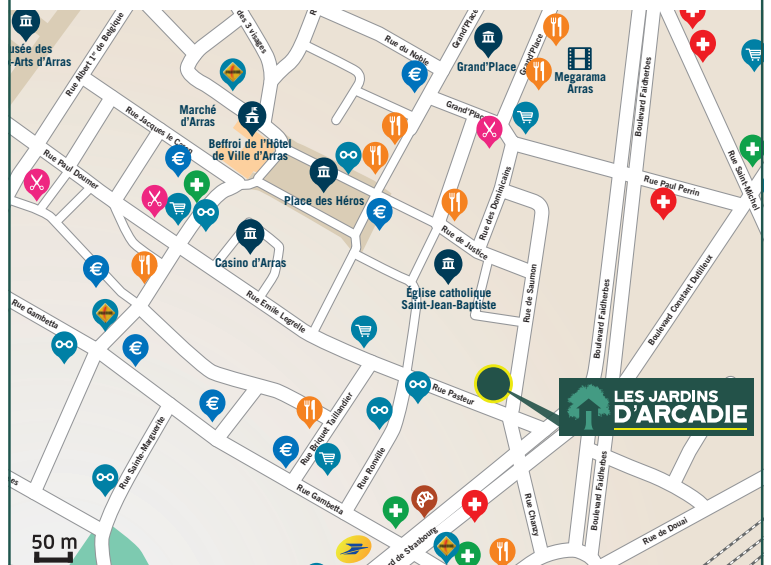 des 3 visages
Rue Albert 1er de Belgique
-Arts d'Arras
Rue du Noble
Grand'Place
Grand'Place
Grand'Place
Megarama
Arras
Boulevard Faidherbes
Marché
d'Arras
Rue Jacques le
Grand'Place
Beffroi de l'Hôtel
de Ville d'Arras
Rue Paul Doumer
Rue Saint-Michel
Rue Paul Perrin
Place des Héros
Rue des Dominicains
Rue de Justice
Casino d'Arras
Église catholique
Saint-Jean-Baptiste
Rue de Saumon
Rue Emile Legrelle
Rue Gambetta
Boulevard Faidherbes
Boulevard Constant Dutilleux
Rue Pasteur
LES JARDINS
D'ARCADIE
Rue Briquet Taillandier
Rue Sainte-Marguerite
Rue Ronville
Rue Gambetta
Boulevard Faidherbes
Rue Chanzy
Rue de Douai
rd de Strasbourg
50 m